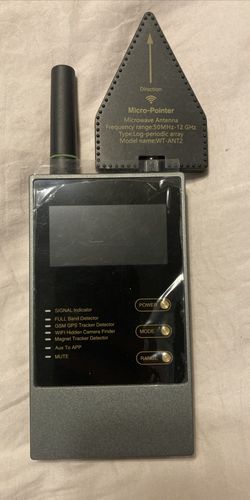 Direction
Micro-Pointer
Microwave Antenna
Frequency range:50MHz-12 GHz
Type:Log-periodic array
Model name:WT-ANT2
SIGNAL Indicator
FULL Band Detector
GSM GPS Tracker Detector
WIFI Hidden Camera Finder
Magnet Tracker Detector
Aus To APP
MUTE
POWER
MODE
RANGE